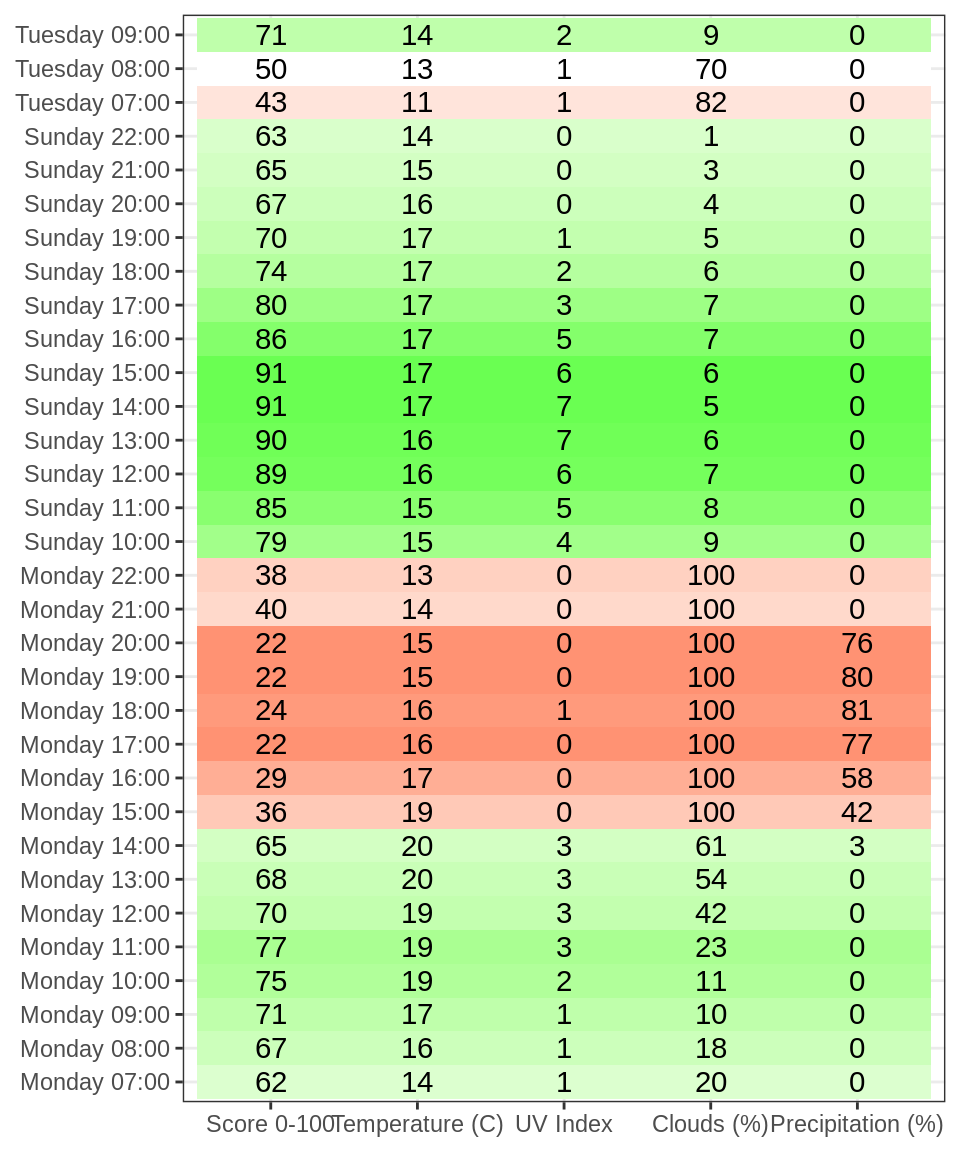 Tuesday 09:00 71 14 2 9 0
Tuesday 08:00 50 13 1 70 0
Tuesday 07:00 43 11 1 82 0
Sunday 22:00 63 14 0 1 0
Sunday 21:00 65 15 0 3 0
Sunday 20:00 67 16 0 4 0
Sunday 19:00 70 17 1 5 0
Sunday 18:00 74 17 2 6 0
Sunday 17:00 80 17 3 7 0
Sunday 16:00 86 17 5 7 0
Sunday 15:00 91 17 6 6 0
Sunday 14:00 91 17 7 5 0
Sunday 13:00 90 16 7 6 0
Sunday 12:00 89 16 6 7 0
Sunday 11:00 85 15 5 8 0
Sunday 10:00 79 15 4 9 0
Monday 22:00 38 13 0 100 0
Monday 21:00 40 14 0 100 0
Monday 20:00 22 15 0 100 76
Monday 19:00 22 15 0 100 80
Monday 18:00 24 16 1 100 81
Monday 17:00 22 16 0 100 77
Monday 16:00 29 17 0 100 58
Monday 15:00 36 19 0 100 42
Monday 14:00 65 20 3 61 3
Monday 13:00 68 20 3 54 0
Monday 12:00 70 19 3 42 0
Monday 11:00 77 19 3 23 0
Monday 10:00 75 19 2 11 0
Monday 09:00 71 17 1 10 0
Monday 08:00 67 16 1 18 0
Monday 07:00 62 14 1 20 0
Score 0-100 Temperature (C) UV Index Clouds (%) Precipitation (%)